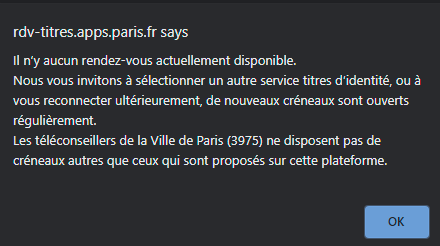 rdv-titres.apps.paris.fr says
Il n'y aucun rendez-vous actuellement disponible.
Nous vous invitons à sélectionner un autre service titres d'identité, ou à
vous reconnecter ultérieurement, de nouveaux créneaux sont ouverts
régulièrement.
Les téléconseillers de la Ville de Paris (3975) ne disposent pas de
créneaux autres que ceux qui sont proposés sur cette plateforme.
OK